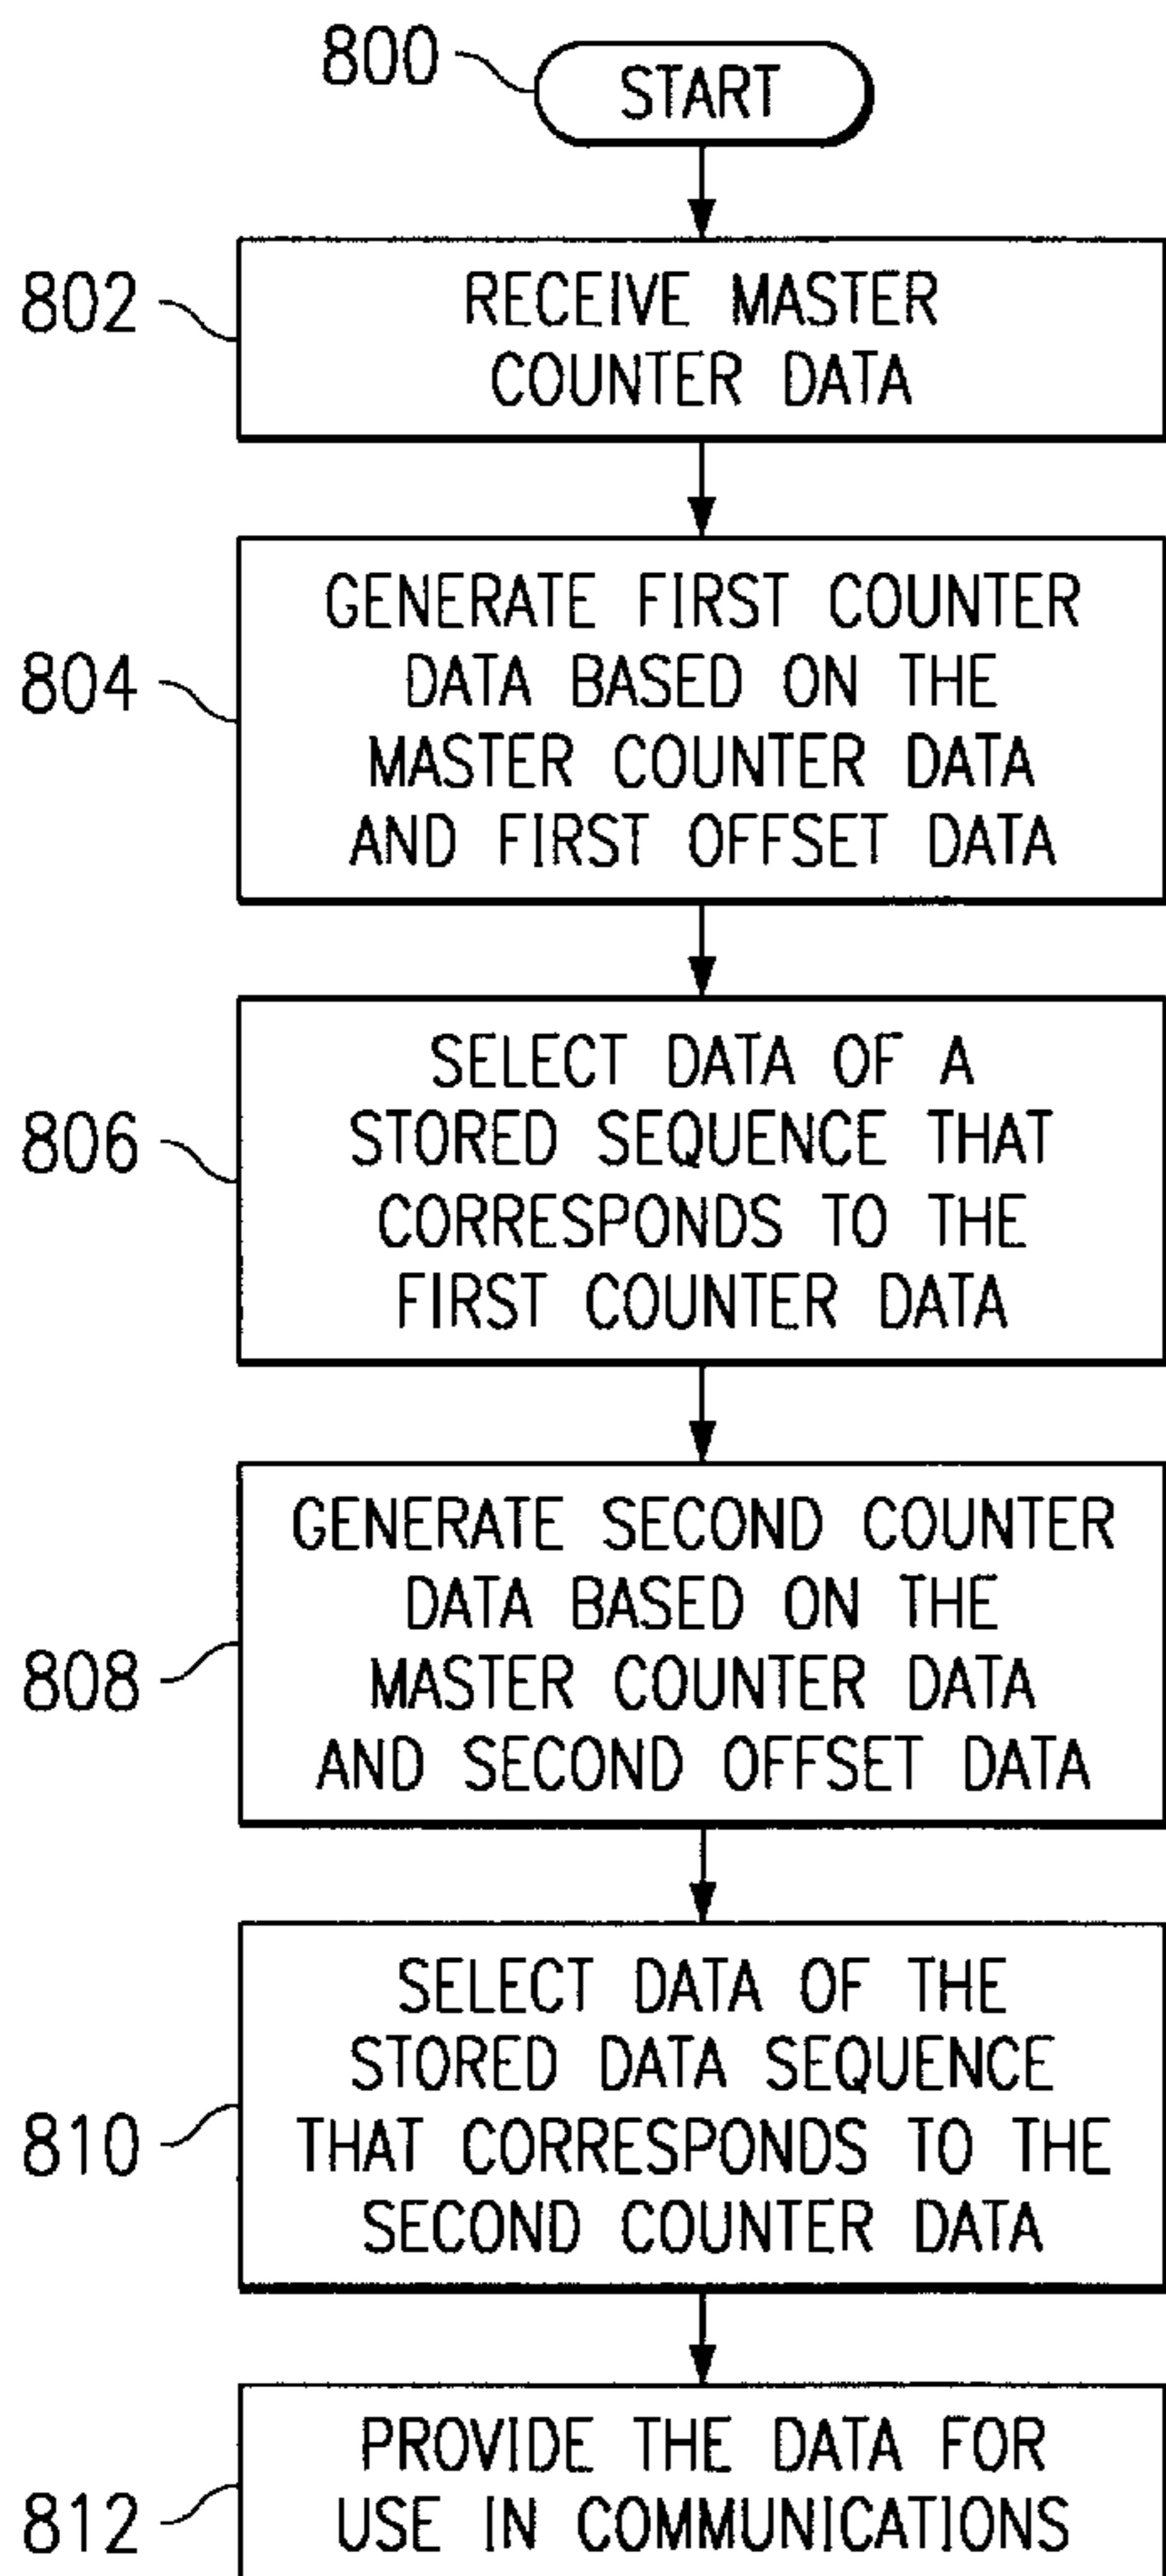 800
START
802
RECEIVE MASTER
COUNTER DATA
804
GENERATE FIRST COUNTER
DATA BASED ON THE
MASTER COUNTER DATA
AND FIRST OFFSET DATA
806
SELECT DATA OF A
STORED SEQUENCE THAT
CORRESPONDS TO THE
FIRST COUNTER DATA
808
GENERATE SECOND COUNTER
DATA BASED ON THE
MASTER COUNTER DATA
AND SECOND OFFSET DATA
810
SELECT DATA OF THE
STORED DATA SEQUENCE
THAT CORRESPONDS TO THE
SECOND COUNTER DATA
812
PROVIDE THE DATA FOR
USE IN COMMUNICATIONS